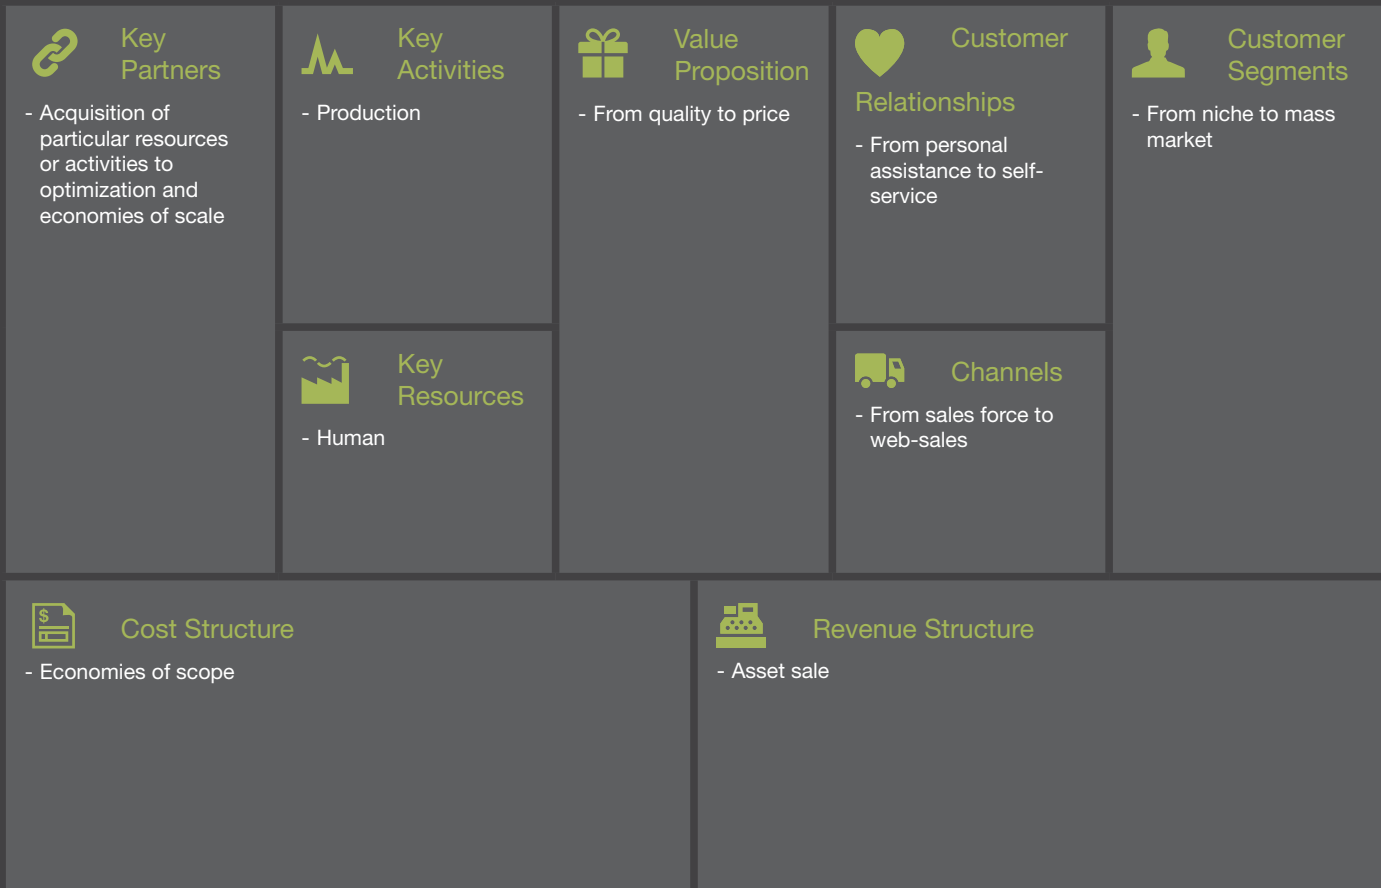 Key
Partners
- Acquisition of
particular resources
or activities to
optimization and
economies of scale
Key
Activities
- Production
Key
Resources
- Human
Value
Proposition
- From quality to price
Customer
Relationships
- From personal
assistance to self-
service
Channels
- From sales force to
web-sales
Customer
Segments
- From niche to mass
market
$
Cost Structure
- Economies of scope
Revenue Structure
- Asset sale